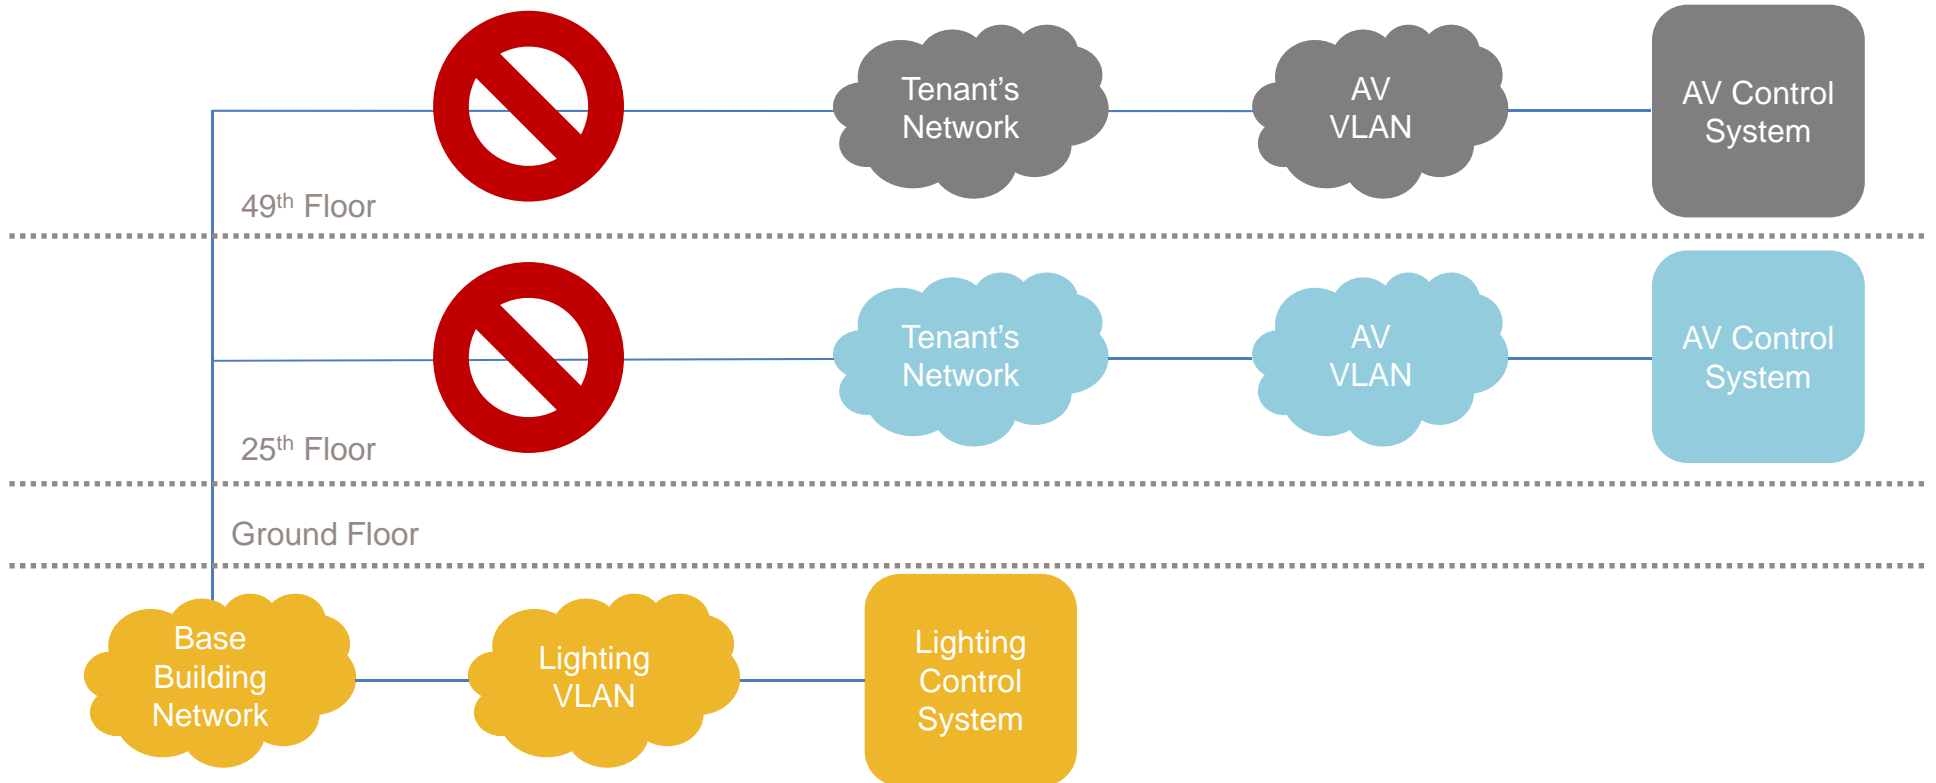 Tenant’s
Network
AV
VLAN
AV Control
System
49th Floor
Tenant’s
Network
AV
VLAN
AV Control
System
25th Floor
Ground Floor
Base
Building
Network
Lighting
VLAN
Lighting
Control
System